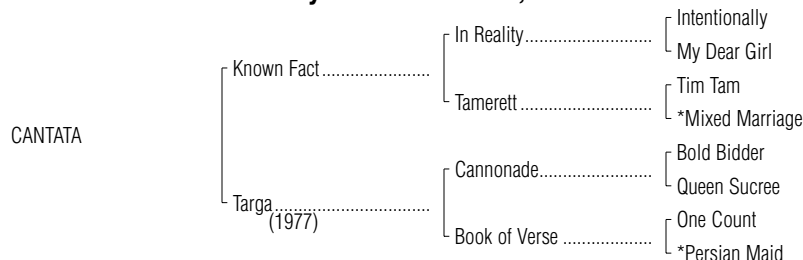 Intentionally
In Reality
My Dear Girl
Known Fact
Tim Tam
Tamerett
*Mixed Marriage
CANTATA
Bold Bidder
Cannonade
Queen Sucree
Targa
(1977)
One Count
Book of Verse
*Persian Maid